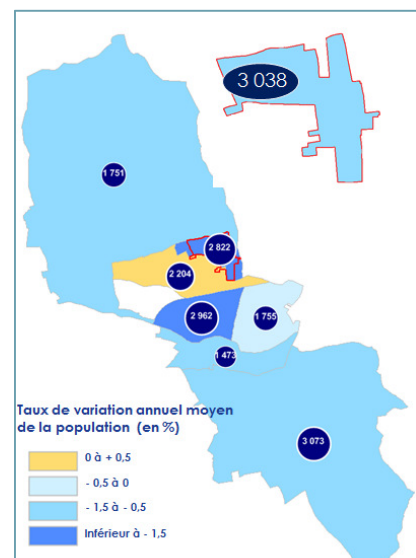 3 038
1 751
2 822
2 204
2 962
1 755
1 473
3 073
Taux de variation annuel moyen
de la population (en %)
0 à + 0,5
- 0,5 à 0
- 1,5 à - 0,5
Inférieur à - 1,5